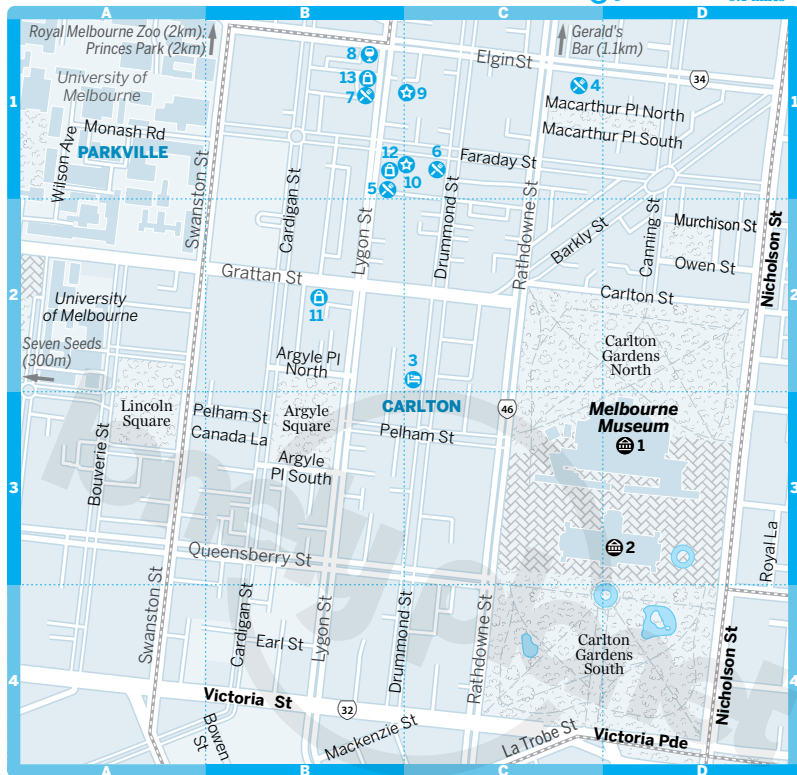 A
B
C
D
Royal Melbourne Zoo (2km);
Princes Park (2km)
Gerald's
Bar (1.1km)
8
Elgin St
34
University of
Melbourne
13
7
9
4
1
1
Macarthur Pl North
Macarthur Pl South
Monash Rd
PARKVILLE
Wilson Ave
Swanston St
Cardigan St
12
6
Faraday St
5
10
Lygon St
Drummond St
Rathdowne St
Barkly St
Canning St
Murchison St
Owen St
Nicholson St
Grattan St
Carlton St
2
2
11
University
of Melbourne
Seven Seeds
(300m)
Argyle Pl
North
3
Carlton
Gardens
North
Lincoln
Square
Pelham St
Canada La
Argyle
Square
CARLTON
46
Melbourne
Museum
1
Pelham St
Bouverie St
Argyle
Pl South
3
3
lonely planet
Queensberry St
2
Royal La
Swanston St
Cardigan St
Earl St
Lygon St
Drummond St
Rathdowne St
Carlton
Gardens
South
Nicholson St
4
4
Victoria St
32
Bowen
St
Mackenzie St
La Trobe St
Victoria Pde
A
B
C
D